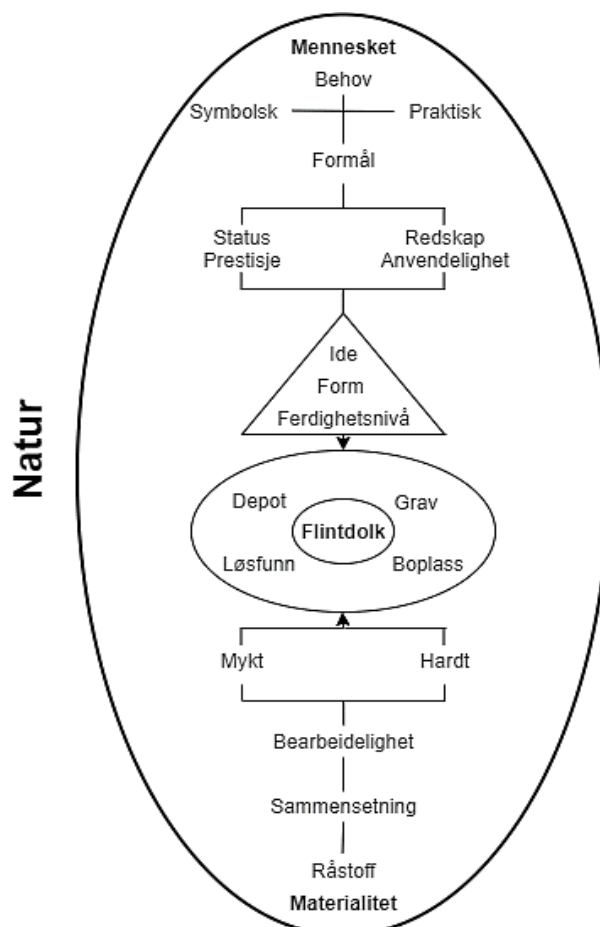 Mennesket
Behov
Symbolsk Praktisk
Formål
Status Redskap
Prestisje Anvendelighet
Ide
Form
Ferdighetsnivå
Natur
Depot Grav
Flintdolk
Løsfunn Boplass
Mykt Hardt
Bearbeidelighet
Sammensetning
Råstoff
Materialitet